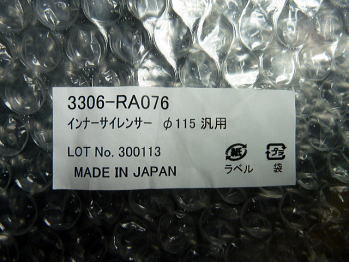 3306-RA076
インナーサイレンサー φ115 汎用
LOT No. 300113
MADE IN JAPAN
ラベル 袋